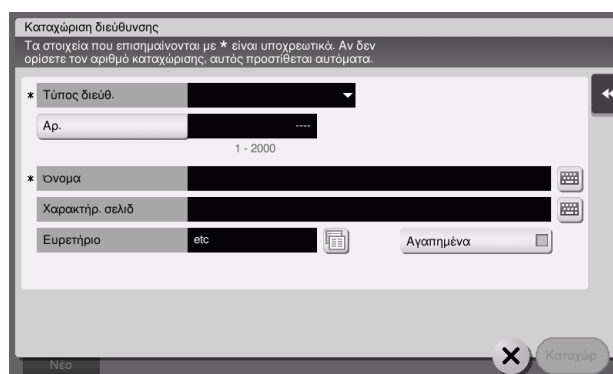 Καταχώριση διεύθυνσης
Τα στοιχεία που επισημαίνονται με * είναι υποχρεωτικά. Αν δεν
ορίσετε τον αριθμό καταχώρισης, αυτός προστίθεται αυτόματα.
* Τύπος διεύθ.
Αρ. ----
1 - 2000
* Όνομα
Χαρακτήρ. σελιδ
Ευρετήριο etc Αγαπημένα
Νέο Καταχώρ